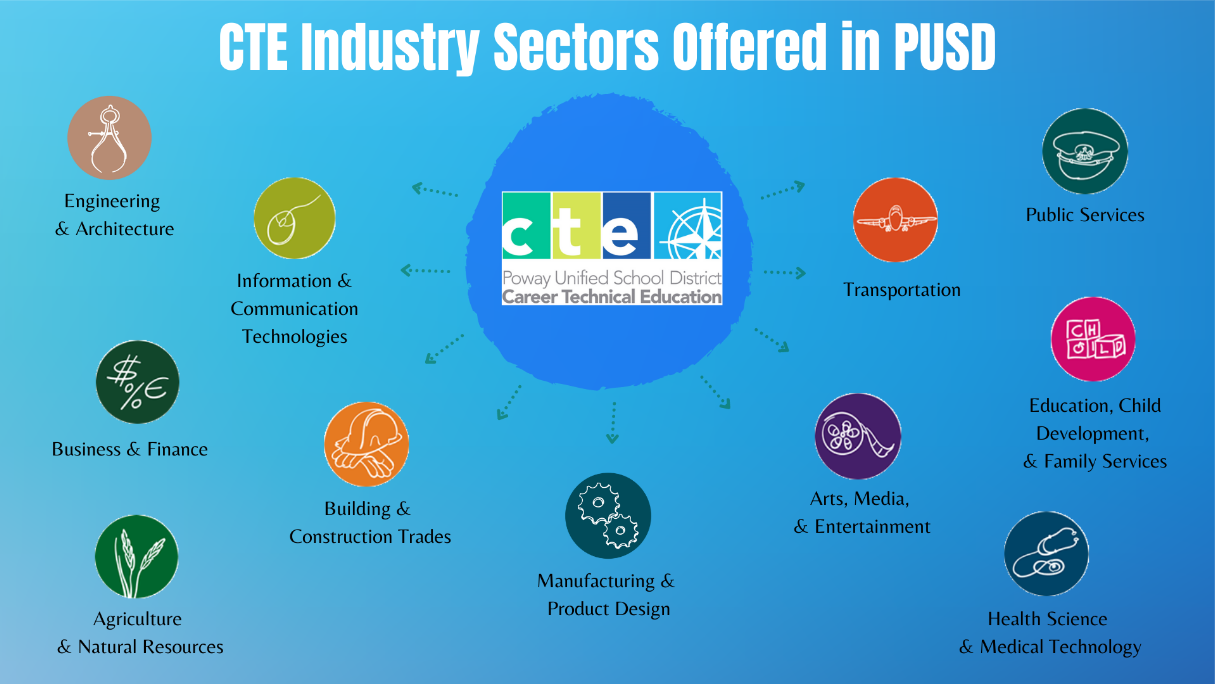 CTE Industry Sectors Offered in PUSD
Engineering
& Architecture
Information &
Communication
Technologies
Business & Finance
Building &
Construction Trades
Agriculture
& Natural Resources
cte
Poway Unified School District
Career Technical Education
Manufacturing &
Product Design
Transportation
Arts, Media,
& Entertainment
Public Services
CH
OILD
Education, Child
Development,
& Family Services
Health Science
& Medical Technology
$
% €